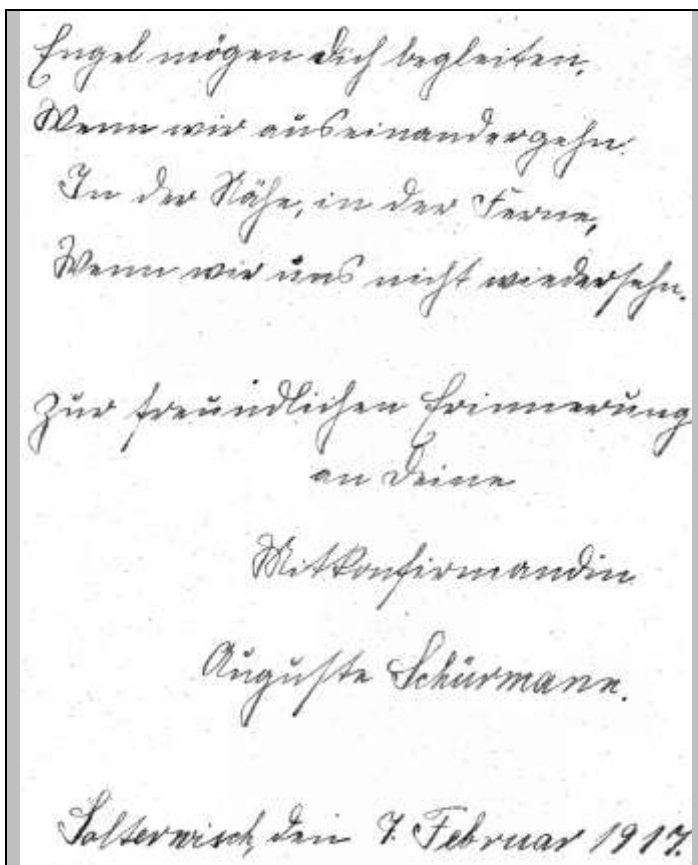 Engel mögen dich begleiten,
Wenn wir auseinandergehn.
In der Nähe, in der Ferne,
Wenn wir uns nicht wiedersehn.
Zur freundlichen Erinnerung
an Deine
Mitkonfirmandin
Auguste Schürmann.
Solterwisch, den 7. Februar 1917.